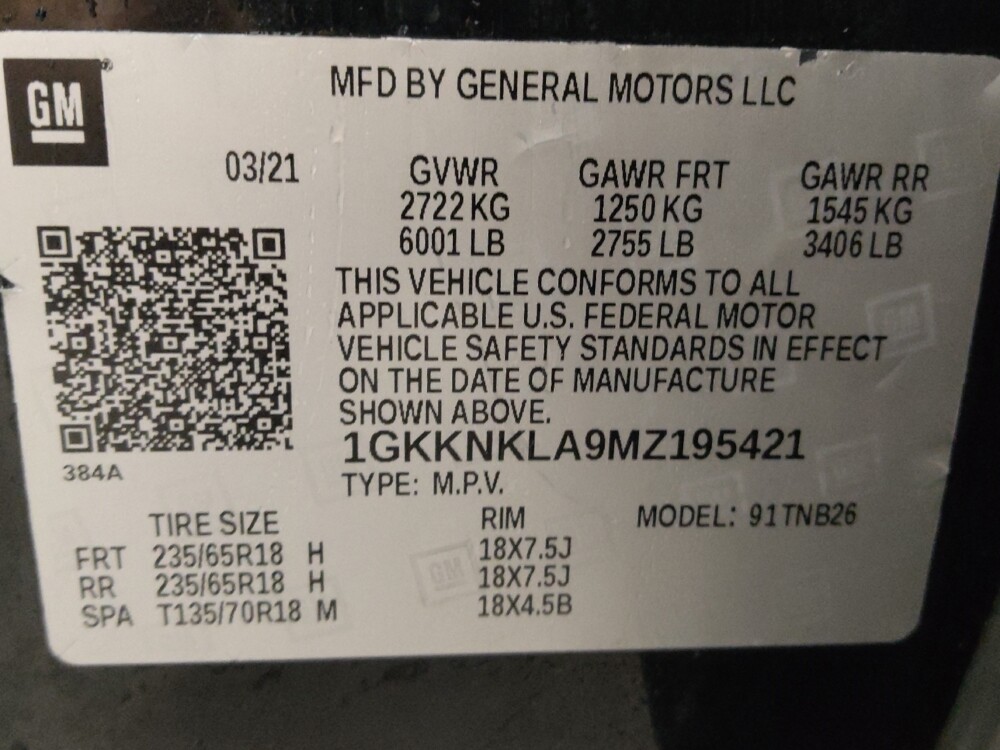 GM
MFD BY GENERAL MOTORS LLC
03/21
GVWR GAWR FRT GAWR RR
2722 KG 1250 KG 1545 KG
6001 LB 2755 LB 3406 LB
THIS VEHICLE CONFORMS TO ALL
APPLICABLE U.S. FEDERAL MOTOR
VEHICLE SAFETY STANDARDS IN EFFECT
ON THE DATE OF MANUFACTURE
SHOWN ABOVE.
1GKKNKLA9MZ195421
384A
TYPE: M.P.V.
TIRE SIZE RIM MODEL: 91TNB26
FRT 235/65R18 H 18X7.5J
RR 235/65R18 H 18X7.5J
SPA T135/70R18 M 18X4.5B
GM
GM